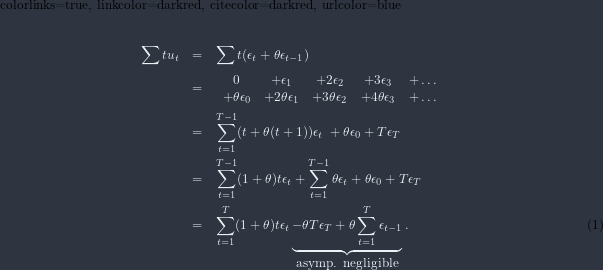 colorlinks=true, linkcolor=darkred, citecolor=darkred, urlcolor=blue
∑ tu_t = ∑ t(ϵ_t + θϵ_{t−1})
= 0 +ϵ_1 +2ϵ_2 +3ϵ_3 +…
+θϵ_0 +2θϵ_1 +3θϵ_2 +4θϵ_3 +…
= ∑_{t=1}^{T−1} (t + θ(t+1))ϵ_t + θϵ_0 + Tϵ_T
= ∑_{t=1}^{T−1} (1 + θ)tϵ_t + ∑_{t=1}^{T−1} θϵ_t + θϵ_0 + Tϵ_T
= ∑_{t=1}^{T} (1 + θ)tϵ_t −θTϵ_T + θ ∑_{t=1}^{T} ϵ_{t−1} . (1)
asymp. negligible